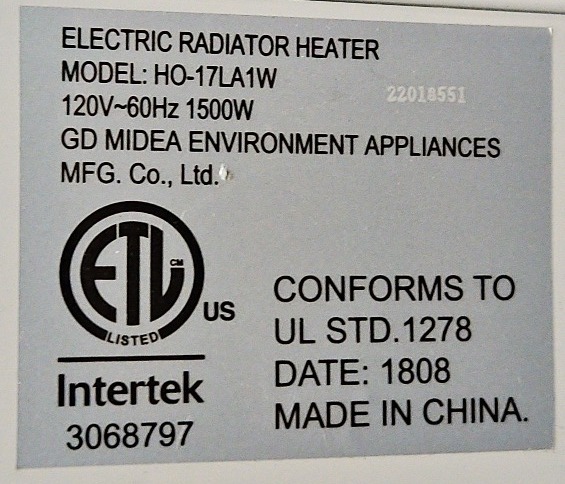 ELECTRIC RADIATOR HEATER
MODEL: HO-17LA1W
120V~60Hz 1500W
22018551
GD MIDEA ENVIRONMENT APPLIANCES
MFG. Co., Ltd.
ETL CM
LISTED
US
Intertek
3068797
CONFORMS TO
UL STD.1278
DATE: 1808
MADE IN CHINA.